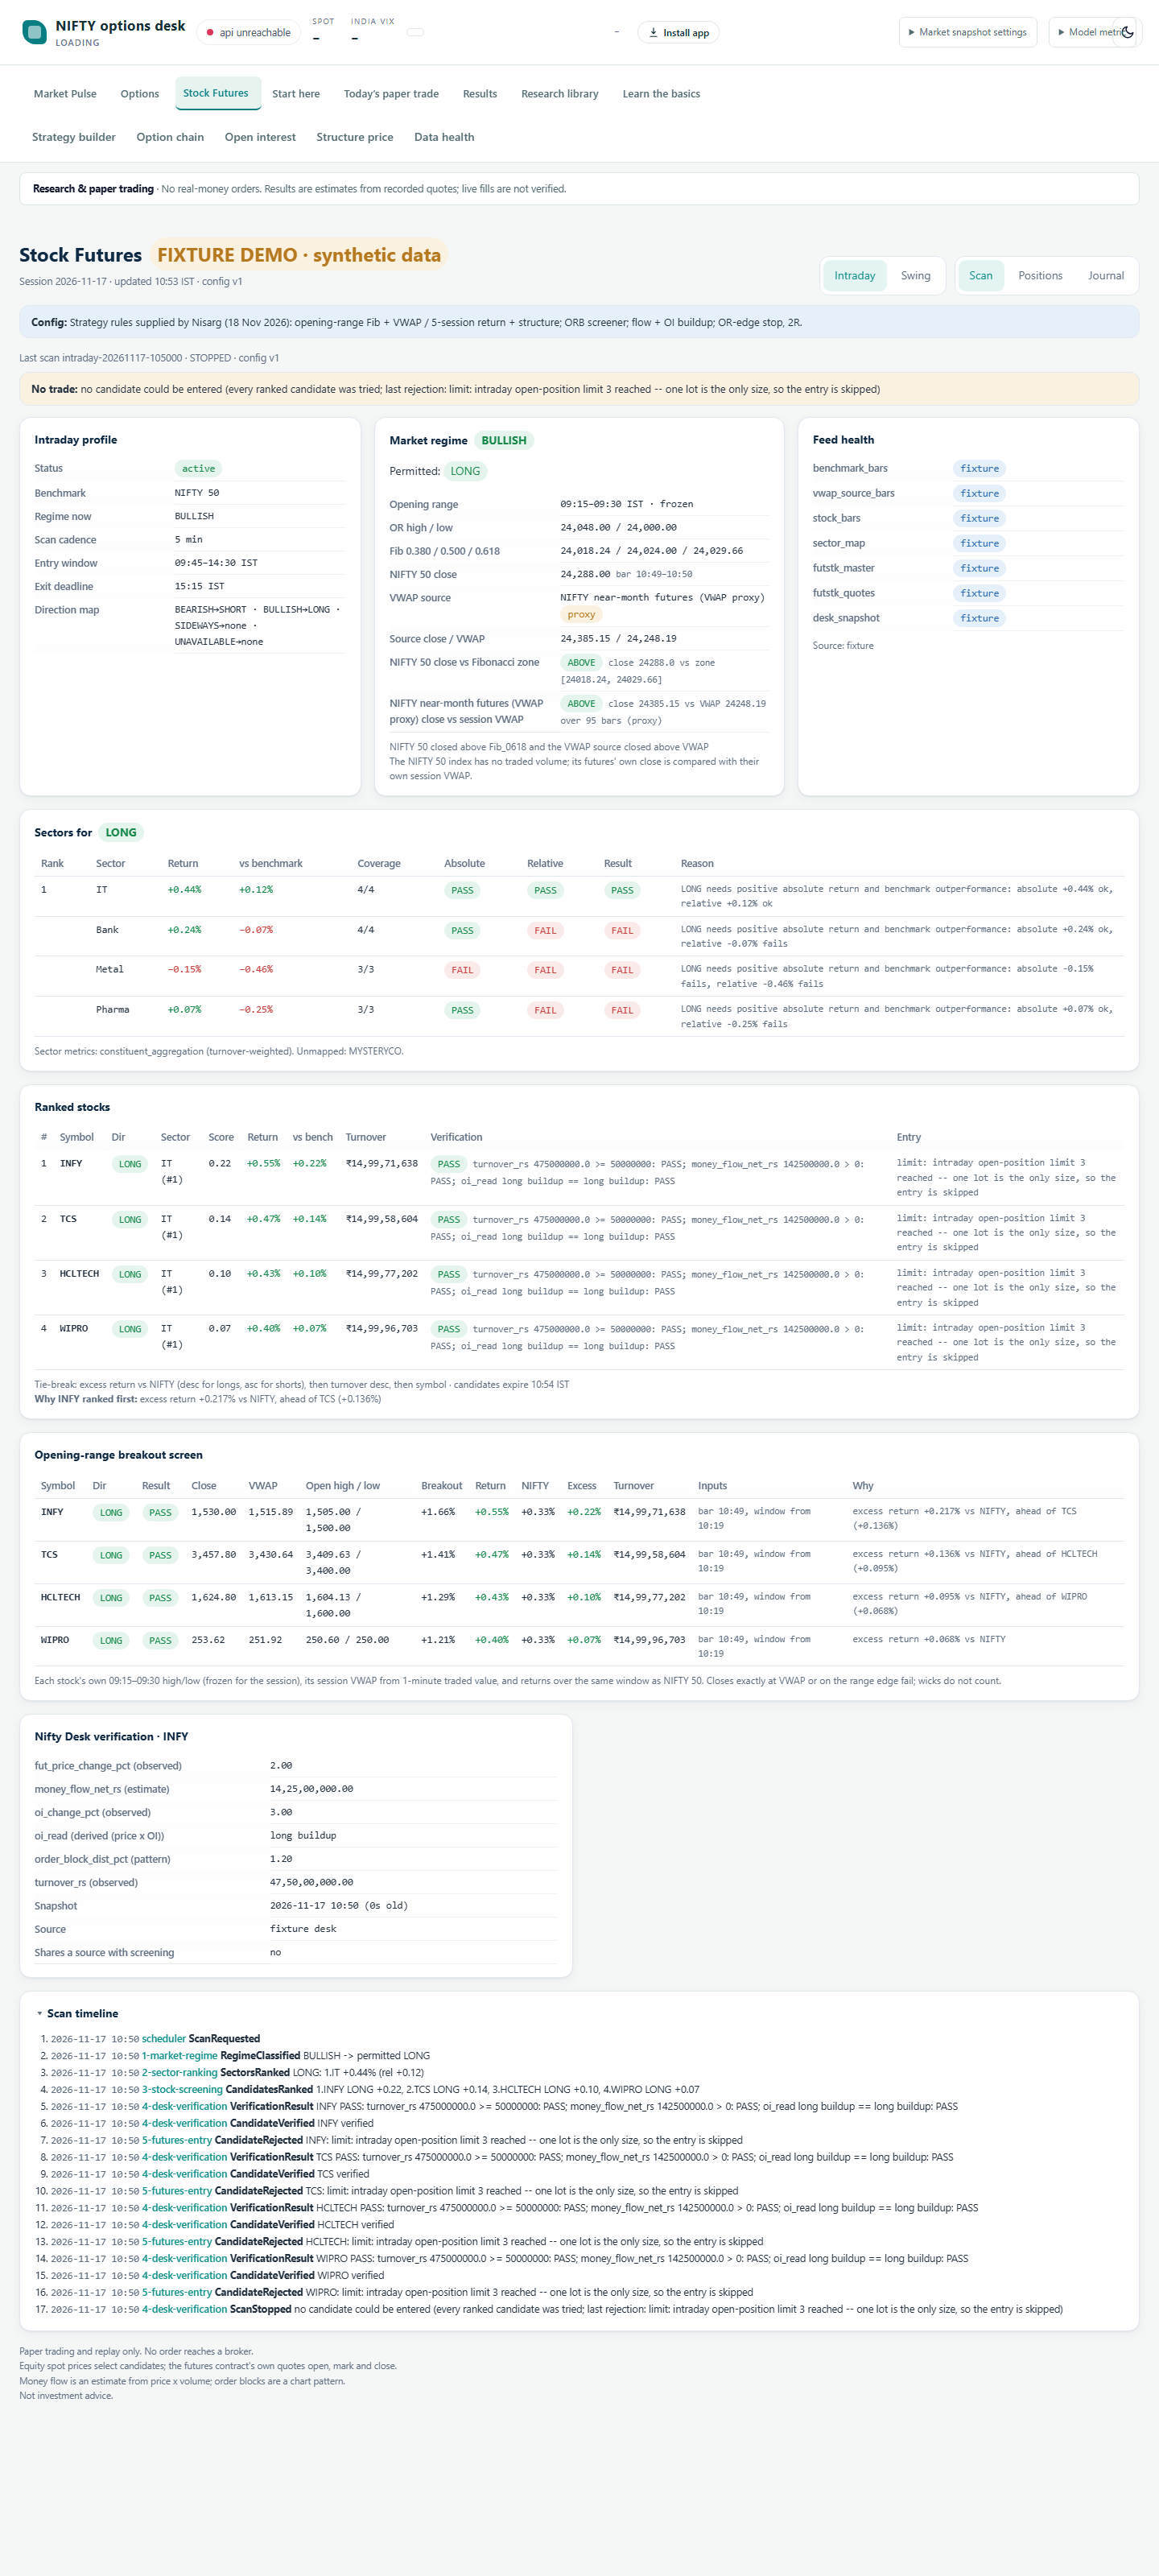 NIFTY options desk
LOADING
api unreachable
SPOT
–
INDIA VIX
–
–
Install app
Market snapshot settings
Model metri
Market Pulse Options Stock Futures Start here Today's paper trade Results Research library Learn the basics
Strategy builder Option chain Open interest Structure price Data health
Research & paper trading · No real-money orders. Results are estimates from recorded quotes; live fills are not verified.
Stock Futures FIXTURE DEMO · synthetic data
Session 2026-11-17 · updated 10:53 IST · config v1
Intraday Swing Scan Positions Journal
Config: Strategy rules supplied by Nisarg (18 Nov 2026): opening-range Fib + VWAP / 5-session return + structure; ORB screener; flow + OI buildup; OR-edge stop, 2R.
Last scan intraday-20261117-105000 · STOPPED · config v1
No trade: no candidate could be entered (every ranked candidate was tried; last rejection: limit: intraday open-position limit 3 reached -- one lot is the only size, so the entry is skipped)
Intraday profile
Status active
Benchmark NIFTY 50
Regime now BULLISH
Scan cadence 5 min
Entry window 09:45–14:30 IST
Exit deadline 15:15 IST
Direction map BEARISH→SHORT · BULLISH→LONG ·
SIDEWAYS→none ·
UNAVAILABLE→none
Market regime BULLISH
Permitted: LONG
Opening range 09:15–09:30 IST · frozen
OR high / low 24,048.00 / 24,000.00
Fib 0.380 / 0.500 / 0.618 24,018.24 / 24,024.00 / 24,029.66
NIFTY 50 close 24,288.00 bar 10:49–10:50
VWAP source NIFTY near-month futures (VWAP proxy)
proxy
Source close / VWAP 24,385.15 / 24,248.19
NIFTY 50 close vs Fibonacci zone ABOVE close 24288.0 vs zone
[24018.24, 24029.66]
NIFTY near-month futures (VWAP ABOVE close 24385.15 vs VWAP 24248.19
proxy) close vs session VWAP over 95 bars (proxy)
NIFTY 50 closed above Fib_0618 and the VWAP source closed above VWAP
The NIFTY 50 index has no traded volume; its futures' own close is compared with their
own session VWAP.
Feed health
benchmark_bars fixture
vwap_source_bars fixture
stock_bars fixture
sector_map fixture
futstk_master fixture
futstk_quotes fixture
desk_snapshot fixture
Source: fixture
Sectors for LONG
Rank Sector Return vs benchmark Coverage Absolute Relative Result Reason
1 IT +0.44% +0.12% 4/4 PASS PASS PASS LONG needs positive absolute return and benchmark outperformance: absolute +0.44% ok,
relative +0.12% ok
Bank +0.24% −0.07% 4/4 PASS FAIL FAIL LONG needs positive absolute return and benchmark outperformance: absolute +0.24% ok,
relative -0.07% fails
Metal −0.15% −0.46% 3/3 FAIL FAIL FAIL LONG needs positive absolute return and benchmark outperformance: absolute -0.15%
fails, relative -0.46% fails
Pharma +0.07% −0.25% 3/3 PASS FAIL FAIL LONG needs positive absolute return and benchmark outperformance: absolute +0.07% ok,
relative -0.25% fails
Sector metrics: constituent_aggregation (turnover-weighted). Unmapped: MYSTERYCO.
Ranked stocks
# Symbol Dir Sector Score Return vs bench Turnover Verification Entry
1 INFY LONG IT 0.22 +0.55% +0.22% ₹14,99,71,638 PASS turnover_rs 475000000.0 >= 50000000: PASS; money_flow_net_rs 142500000.0 > 0: limit: intraday open-position limit 3
(#1) PASS; oi_read long buildup == long buildup: PASS reached -- one lot is the only size, so the
entry is skipped
2 TCS LONG IT 0.14 +0.47% +0.14% ₹14,99,58,604 PASS turnover_rs 475000000.0 >= 50000000: PASS; money_flow_net_rs 142500000.0 > 0: limit: intraday open-position limit 3
(#1) PASS; oi_read long buildup == long buildup: PASS reached -- one lot is the only size, so the
entry is skipped
3 HCLTECH LONG IT 0.10 +0.43% +0.10% ₹14,99,77,202 PASS turnover_rs 475000000.0 >= 50000000: PASS; money_flow_net_rs 142500000.0 > 0: limit: intraday open-position limit 3
(#1) PASS; oi_read long buildup == long buildup: PASS reached -- one lot is the only size, so the
entry is skipped
4 WIPRO LONG IT 0.07 +0.40% +0.07% ₹14,99,96,703 PASS turnover_rs 475000000.0 >= 50000000: PASS; money_flow_net_rs 142500000.0 > 0: limit: intraday open-position limit 3
(#1) PASS; oi_read long buildup == long buildup: PASS reached -- one lot is the only size, so the
entry is skipped
Tie-break: excess return vs NIFTY (desc for longs, asc for shorts), then turnover desc, then symbol · candidates expire 10:54 IST
Why INFY ranked first: excess return +0.217% vs NIFTY, ahead of TCS (+0.136%)
Opening-range breakout screen
Symbol Dir Result Close VWAP Open high / low Breakout Return NIFTY Excess Turnover Inputs Why
INFY LONG PASS 1,530.00 1,515.89 1,505.00 / +1.66% +0.55% +0.33% +0.22% ₹14,99,71,638 bar 10:49, window from excess return +0.217% vs NIFTY, ahead of TCS
1,500.00 10:19 (+0.136%)
TCS LONG PASS 3,457.80 3,430.64 3,409.63 / +1.41% +0.47% +0.33% +0.14% ₹14,99,58,604 bar 10:49, window from excess return +0.136% vs NIFTY, ahead of HCLTECH
3,400.00 10:19 (+0.095%)
HCLTECH LONG PASS 1,624.80 1,613.15 1,604.13 / +1.29% +0.43% +0.33% +0.10% ₹14,99,77,202 bar 10:49, window from excess return +0.095% vs NIFTY, ahead of WIPRO
1,600.00 10:19 (+0.068%)
WIPRO LONG PASS 253.62 251.92 250.60 / 250.00 +1.21% +0.40% +0.33% +0.07% ₹14,99,96,703 bar 10:49, window from excess return +0.068% vs NIFTY
10:19
Each stock's own 09:15–09:30 high/low (frozen for the session), its session VWAP from 1-minute traded value, and returns over the same window as NIFTY 50. Closes exactly at VWAP or on the range edge fail; wicks do not count.
Nifty Desk verification · INFY
fut_price_change_pct (observed) 2.00
money_flow_net_rs (estimate) 14,25,00,000.00
oi_change_pct (observed) 3.00
oi_read (derived (price x OI)) long buildup
order_block_dist_pct (pattern) 1.20
turnover_rs (observed) 47,50,00,000.00
Snapshot 2026-11-17 10:50 (0s old)
Source fixture desk
Shares a source with screening no
Scan timeline
1. 2026-11-17 10:50 scheduler ScanRequested
2. 2026-11-17 10:50 1-market-regime RegimeClassified BULLISH -> permitted LONG
3. 2026-11-17 10:50 2-sector-ranking SectorsRanked LONG: 1.IT +0.44% (rel +0.12)
4. 2026-11-17 10:50 3-stock-screening CandidatesRanked 1.INFY LONG +0.22, 2.TCS LONG +0.14, 3.HCLTECH LONG +0.10, 4.WIPRO LONG +0.07
5. 2026-11-17 10:50 4-desk-verification VerificationResult INFY PASS: turnover_rs 475000000.0 >= 50000000: PASS; money_flow_net_rs 142500000.0 > 0: PASS; oi_read long buildup == long buildup: PASS
6. 2026-11-17 10:50 4-desk-verification CandidateVerified INFY verified
7. 2026-11-17 10:50 5-futures-entry CandidateRejected INFY: limit: intraday open-position limit 3 reached -- one lot is the only size, so the entry is skipped
8. 2026-11-17 10:50 4-desk-verification VerificationResult TCS PASS: turnover_rs 475000000.0 >= 50000000: PASS; money_flow_net_rs 142500000.0 > 0: PASS; oi_read long buildup == long buildup: PASS
9. 2026-11-17 10:50 4-desk-verification CandidateVerified TCS verified
10. 2026-11-17 10:50 5-futures-entry CandidateRejected TCS: limit: intraday open-position limit 3 reached -- one lot is the only size, so the entry is skipped
11. 2026-11-17 10:50 4-desk-verification VerificationResult HCLTECH PASS: turnover_rs 475000000.0 >= 50000000: PASS; money_flow_net_rs 142500000.0 > 0: PASS; oi_read long buildup == long buildup: PASS
12. 2026-11-17 10:50 4-desk-verification CandidateVerified HCLTECH verified
13. 2026-11-17 10:50 5-futures-entry CandidateRejected HCLTECH: limit: intraday open-position limit 3 reached -- one lot is the only size, so the entry is skipped
14. 2026-11-17 10:50 4-desk-verification VerificationResult WIPRO PASS: turnover_rs 475000000.0 >= 50000000: PASS; money_flow_net_rs 142500000.0 > 0: PASS; oi_read long buildup == long buildup: PASS
15. 2026-11-17 10:50 4-desk-verification CandidateVerified WIPRO verified
16. 2026-11-17 10:50 5-futures-entry CandidateRejected WIPRO: limit: intraday open-position limit 3 reached -- one lot is the only size, so the entry is skipped
17. 2026-11-17 10:50 4-desk-verification ScanStopped no candidate could be entered (every ranked candidate was tried; last rejection: limit: intraday open-position limit 3 reached -- one lot is the only size, so the entry is skipped)
Paper trading and replay only. No order reaches a broker.
Equity spot prices select candidates; the futures contract's own quotes open, mark and close.
Money flow is an estimate from price x volume; order blocks are a chart pattern.
Not investment advice.